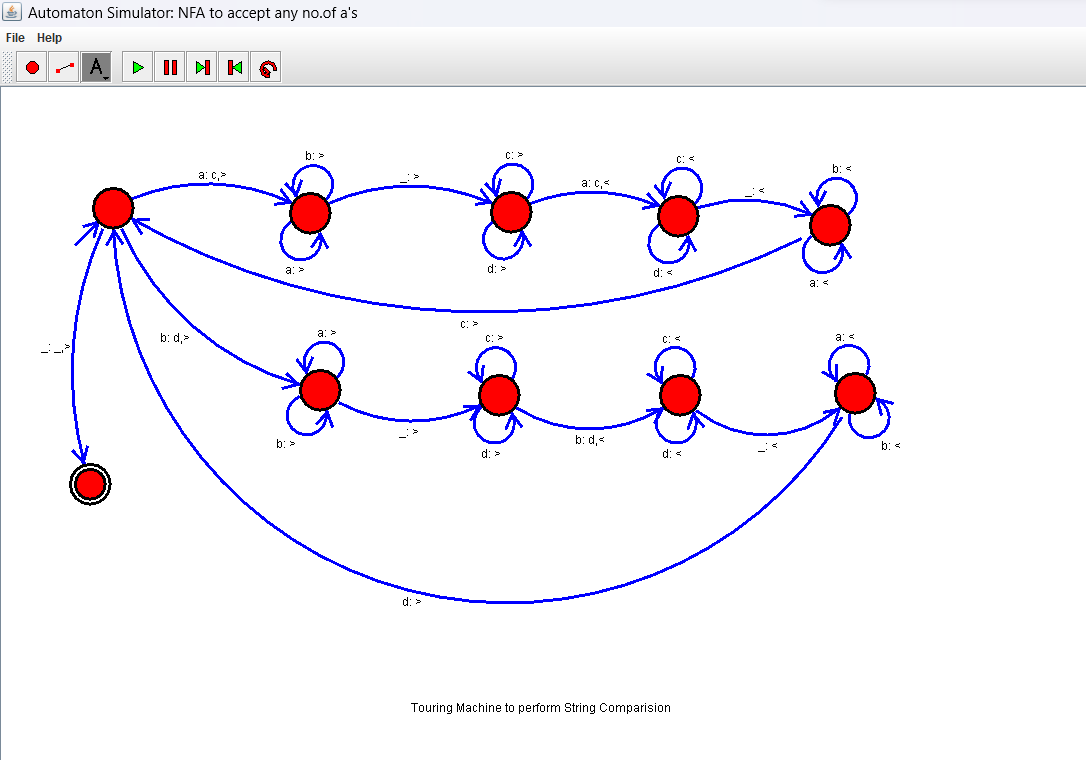 Automaton Simulator: NFA to accept any no.of a's
File Help
A
b: >
c: >
c: <
b: <
a: c,>
_: >
a: c,<
_: <
a: >
d: >
d: <
a: <
c: >
_: _,>
b: d,>
a: >
c: >
c: <
a: <
b: >
_: >
d: >
b: d,<
d: <
_: <
b: <
d: >
Touring Machine to perform String Comparision